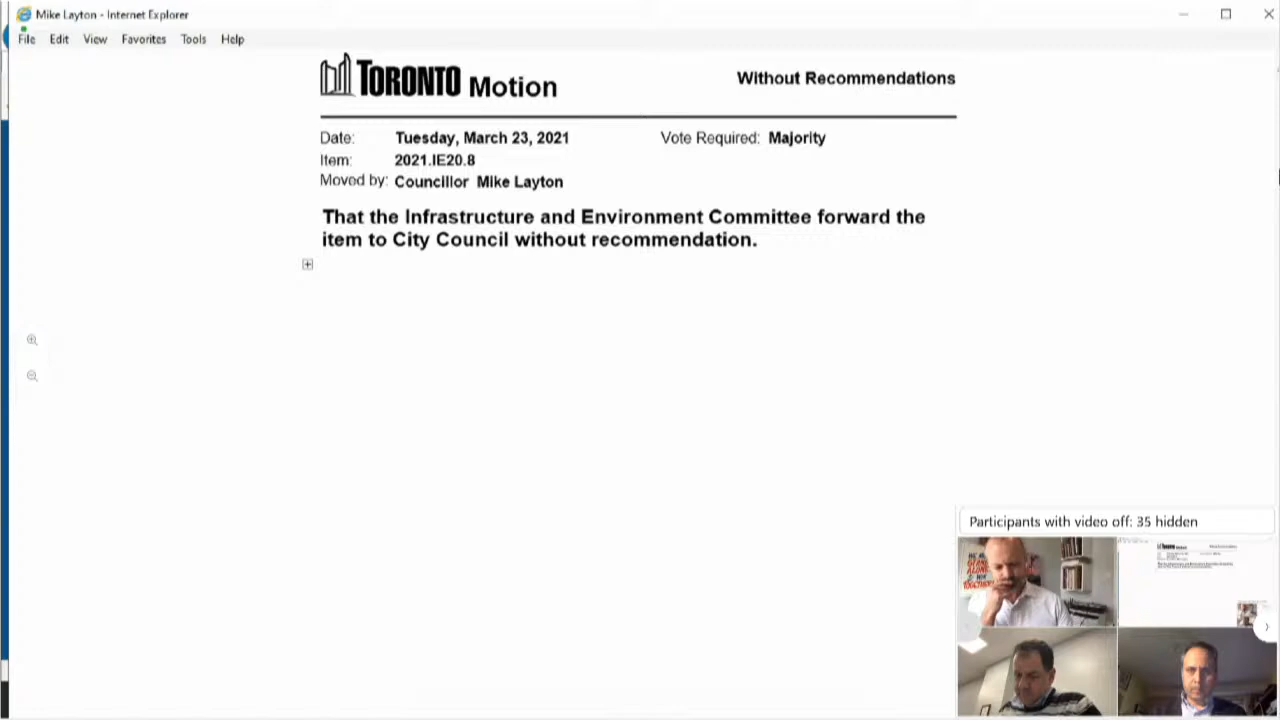 Mike Layton - Internet Explorer
File Edit View Favorites Tools Help
TORONTO Motion
Without Recommendations
Date: Tuesday, March 23, 2021
Vote Required: Majority
Item: 2021.IE20.8
Moved by: Councillor Mike Layton
That the Infrastructure and Environment Committee forward the
item to City Council without recommendation.
Participants with video off: 35 hidden